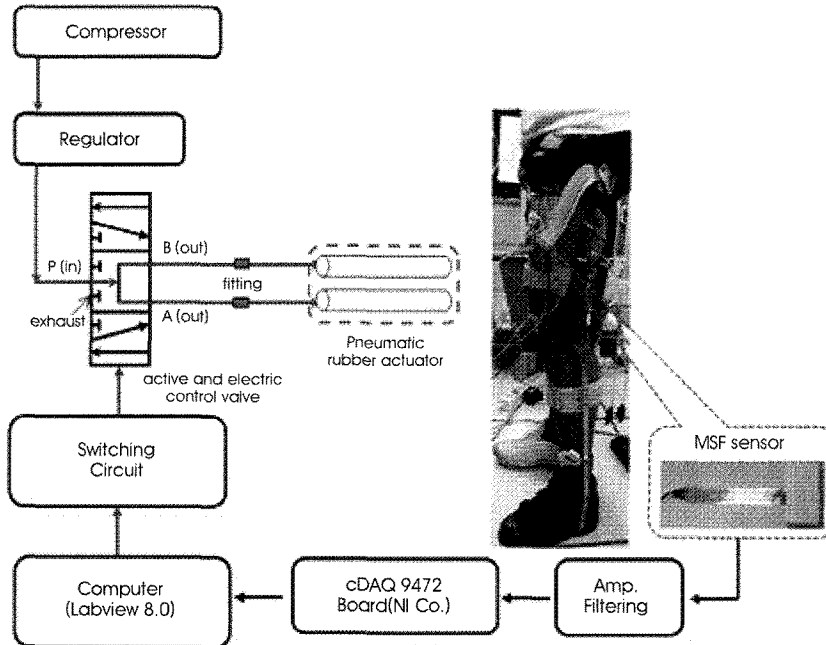 Compressor
Regulator
P (in)
B (out)
fitting
exhaust
A (out)
Pneumatic
rubber actuator
active and electric
control valve
Switching
Circuit
MSF sensor
Computer
(Labview 8.0)
cDAQ 9472
Board(NI Co.)
Amp.
Filtering